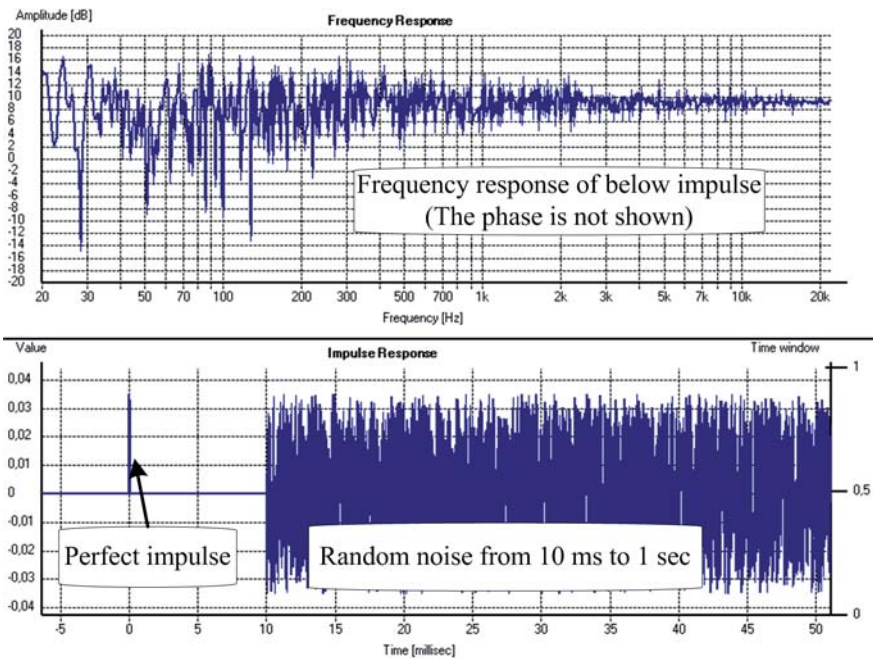 Amplitude [dB]
Frequency Response
20
18
16
14
12
10
8
6
4
2
0
-2
-4
-6
-8
-10
-12
-14
-16
-18
-20
Frequency response of below impulse
(The phase is not shown)
20 30 50 70 100 200 300 500 700 1k 2k 3k 5k 7k 10k 20k
Frequency [Hz]
Value
Impulse Response
Time window
0,04
0,03
0,02
0,01
0
-0,01
-0,02
-0,03
-0,04
1
0,5
0
Perfect impulse
Random noise from 10 ms to 1 sec
-5 0 5 10 15 20 25 30 35 40 45 50
Time [millisec]